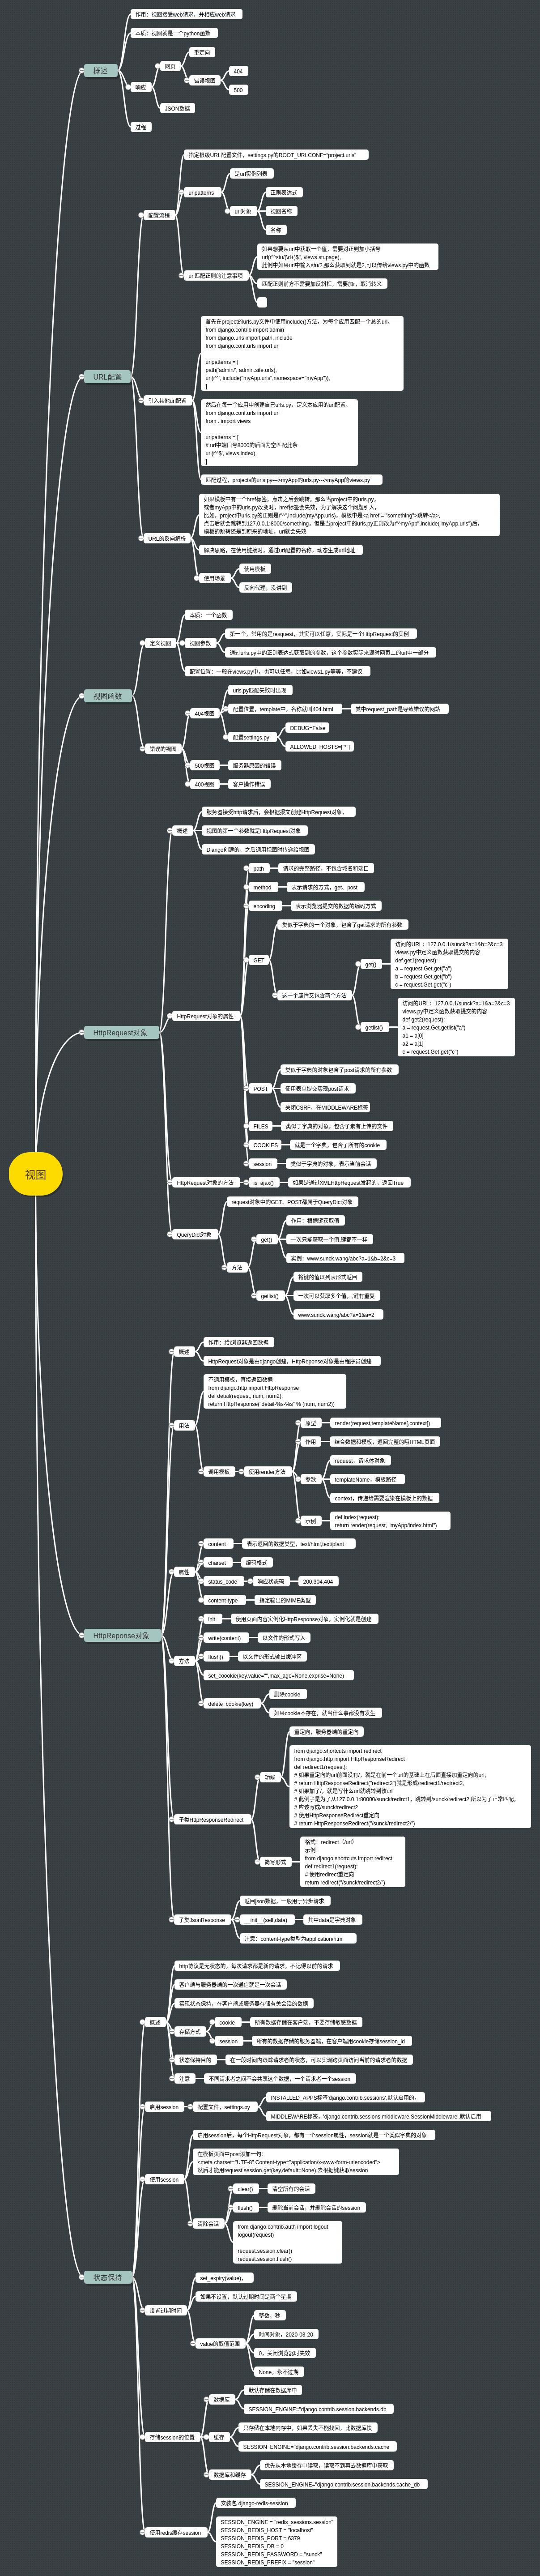 视图
概述
作用：视图接受web请求，并相应web请求
本质：视图就是一个python函数
响应
网页
重定向
错误视图
404
500
JSON数据
过程
URL配置
配置流程
指定根级URL配置文件，settings.py的ROOT_URLCONF="project.urls"
urlpatterns
是url实例列表
url对象
正则表达式
视图名称
名称
url匹配正则的注意事项
如果想要从url中获取一个值，需要对正则加小括号
url(r'^stu/(\d+)$', views.stupage),
此例中如果url中输入stu/2,那么获取到就是2,可以传给views.py中的函数
匹配正则前方不需要加反斜杠，需要加r，取消转义
引入其他url配置
首先在project的urls.py文件中使用include()方法，为每个应用匹配一个总的url。
from django.contrib import admin
from django.urls import path, include
from django.conf.urls import url
urlpatterns = [
path('admin/', admin.site.urls),
url(r'^', include("myApp.urls",namespace="myApp")),
]
然后在每一个应用中创建自己urls.py，定义本应用的url配置，
from django.conf.urls import url
from . import views
urlpatterns = [
# url中端口号8000的后面为空匹配此条
url(r'^$', views.index),
]
匹配过程，projects的urls.py--->myApp的urls.py--->myApp的views.py
URL的反向解析
如果模板中有一个href标签，点击之后会跳转，那么当project中的urls.py，
或者myApp中的urls.py改变时，href标签会失效，为了解决这个问题引入，
比如，project中urls.py的正则是r"^",include(myApp.urls)，模板中是<a href = "something">跳转</a>,
点击后就会跳转到127.0.0.1:8000/something，但是当project中的urls.py正则改为r"^myApp",include("myApp.urls")后，
模板的跳转还是到原来的地址，url就会失效
解决思路，在使用链接时，通过url配置的名称，动态生成url地址
使用场景
使用模板
反向代理，没讲到
视图函数
定义视图
本质：一个函数
视图参数
第一个，常用的是resquest，其实可以任意，实际是一个HttpRequest的实例
通过urls.py中的正则表达式获取到的参数，这个参数实际来源时网页上的url中一部分
配置位置：一般在views.py中，也可以任意，比如views1.py等等，不建议
错误的视图
404视图
urls.py匹配失败时出现
配置位置，template中，名称就叫404.html
其中request_path是导致错误的网站
配置settings.py
DEBUG=False
ALLOWED_HOSTS=["*"]
500视图
服务器原因的错误
400视图
客户操作错误
HttpRequest对象
概述
服务器接受http请求后，会根据报文创建HttpRequest对象，
视图的第一个参数就是HttpRequest对象
Django创建的，之后调用视图时传递给视图
HttpRequest对象的属性
path
请求的完整路径，不包含域名和端口
method
表示请求的方式，get、post
encoding
表示浏览器提交的数据的编码方式
GET
类似于字典的一个对象，包含了get请求的所有参数
这一个属性又包含两个方法
get()
访问的URL：127.0.0.1/sunck?a=1&b=2&c=3
views.py中定义函数获取提交的内容
def get1(request):
a = request.Get.get("a")
b = request.Get.get("b")
c = request.Get.get("c")
getlist()
访问的URL：127.0.0.1/sunck?a=1&a=2&c=3
views.py中定义函数获取提交的内容
def get2(request):
a = request.Get.getlist("a")
a1 = a[0]
a2 = a[1]
c = request.Get.get("c")
POST
类似于字典的对象包含了post请求的所有参数
使用表单提交实现post请求
关闭CSRF，在MIDDLEWARE标签
FILES
类似于字典的对象，包含了素有上传的文件
COOKIES
就是一个字典，包含了所有的cookie
session
类似于字典的对象，表示当前会话
HttpRequest对象的方法
is_ajax()
如果是通过XMLHttpRequest发起的，返回True
QueryDict对象
request对象中的GET、POST都属于QueryDict对象
方法
get()
作用：根据键获取值
一次只能获取一个值,键都不一样
实例：www.sunck.wang/abc?a=1&b=2&c=3
getlist()
将键的值以列表形式返回
一次可以获取多个值，,键有重复
www.sunck.wang/abc?a=1&a=2
HttpReponse对象
概述
作用：给i浏览器返回数据
HttpRequest对象是由django创建，HttpReponse对象是由程序员创建
用法
不调用模板，直接返回数据
from django.http import HttpResponse
def detail(request, num, num2):
return HttpResponse("detail-%s-%s" % (num, num2))
调用模板
使用render方法
原型
render(request,templateName[,context])
作用
结合数据和模板，返回完整的哦HTML页面
参数
request，请求体对象
templateName，模板路径
context，传递给需要渲染在模板上的数据
示例
def index(request):
return render(request, "myApp/index.html")
属性
content
表示返回的数据类型，text/html,text/plant
charset
编码格式
status_code
响应状态码
200,304,404
content-type
指定输出的MIME类型
方法
init
使用页面内容实例化HttpResponse对象，实例化就是创建
write(content)
以文件的形式写入
flush()
以文件的形式输出缓冲区
set_coookie(key,value="",max_age=None,exprise=None)
delete_cookie(key)
删除cookie
如果cookie不存在，就当什么事都没有发生
子类HttpResponseRedirect
功能
重定向，服务器端的重定向
from django.shortcuts import redirect
from django.http import HttpResponseRedirect
def redirect1(request):
# 如果重定向的url前面没有/，就是在前一个url的基础上在后面直接加重定向的url，
# return HttpResponseRedirect("redirect2")就是形成/redirect1/redirect2,
# 如果加了/，就是写什么url就跳转到该url
# 此例子是为了从127.0.0.1:80000/sunck/redirct1，跳转到/sunck/redirect2,所以为了正常匹配，
# 应该写成/sunck/redirect2
# 使用HttpResponseRedirect重定向
# return HttpResponseRedirect("/sunck/redirect2/")
简写形式
格式：redirect（/url）
示例:
from django.shortcuts import redirect
def redirect1(request):
# 使用redirect重定向
return redirect("/sunck/redirect2/")
子类JsonResponse
返回json数据，一般用于异步请求
__init__(self,data)
其中data是字典对象
注意：content-type类型为application/html
状态保持
概述
http协议是无状态的，每次请求都是新的请求，不记得以前的请求
客户端与服务器端的一次通信就是一次会话
实现状态保持，在客户端或服务器存储有关会话的数据
存储方式
cookie
所有数据存储在客户端，不要存储敏感数据
session
所有的数据存储的服务器端，在客户端用cookie存储session_id
状态保持目的
在一段时间内跟踪请求者的状态，可以实现跨页面访问当前的请求者的数据
注意
不同请求者之间不会共享这个数据，一个请求者一个session
启用session
配置文件，settings.py
INSTALLED_APPS标签'django.contrib.sessions',默认启用的，
MIDDLEWARE标签，'django.contrib.sessions.middleware.SessionMiddleware',默认启用
使用session
启用session后，每个HttpRequest对象，都有一个session属性，session就是一个类似字典的对象
在模板页面中post添加一句：
<meta charset="UTF-8" Content-type="application/x-www-form-urlencoded">
然后才能用request.session.get(key,default=None),去根据键获取session
清除会话
clear()
清空所有的会话
flush()
删除当前会话，并删除会话的session
from django.contrib.auth import logout
logout(request)
request.session.clear()
request.session.flush()
设置过期时间
set_expiry(value)，
如果不设置，默认过期时间是两个星期
value的取值范围
整数，秒
时间对象，2020-03-20
0，关闭浏览器时失效
None，永不过期
存储session的位置
数据库
默认存储在数据库中
SESSION_ENGINE="django.contrib.session.backends.db
缓存
只存储在本地内存中，如果丢失不能找回，比数据库快
SESSION_ENGINE="django.contrib.session.backends.cache
数据库和缓存
优先从本地缓存中读取，读取不到再去数据库中获取
SESSION_ENGINE="django.contrib.session.backends.cache_db
使用redis缓存session
安装包 django-redis-session
SESSION_ENGINE = "redis_sessions.session"
SESSION_REDIS_HOST = "localhost"
SESSION_REDIS_PORT = 6379
SESSION_REDIS_DB = 0
SESSION_REDIS_PASSWORD = "sunck"
SESSION_REDIS_PREFIX = "session"